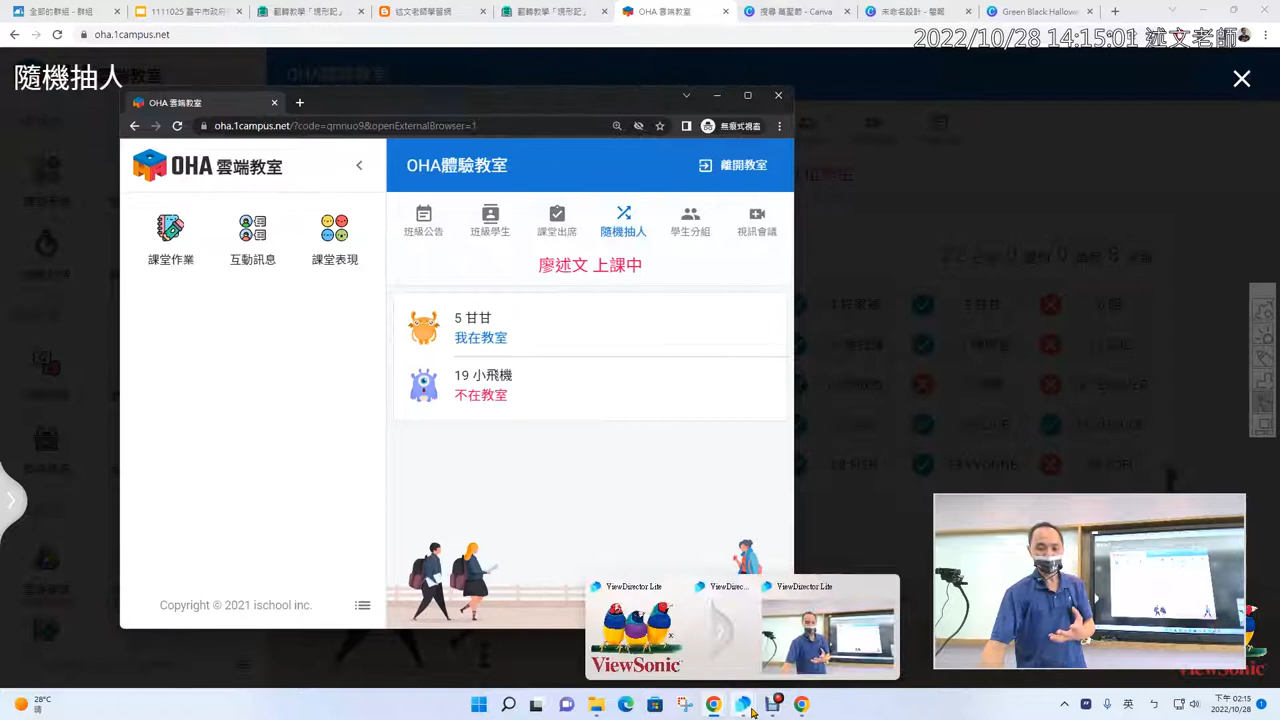 全部的群組 - 群組
1111025 臺中市政府
翻轉教學「境形記」
述文老師學習網
翻轉教學「境形記」
OHA 雲端教室
搜尋 萬聖節 - Canva
未命名設計 - 簡報
Green Black Hallow
oha.1campus.net
2022/10/28 14:15:01 述文老師
隨機抽人
OHA 雲端教室
oha.1campus.net/?code=qmnuo9&openExternalBrowser=1
無痕式視窗
OHA 雲端教室
OHA體驗教室
離開教室
課堂作業
互動訊息
課堂表現
班級公告
班級學生
課堂出席
隨機抽人
學生分組
視訊會議
廖述文 上課中
5 甘甘
我在教室
19 小飛機
不在教室
Copyright © 2021 ischool inc.
ViewDirector Lite
ViewDirec...
ViewDirector Lite
ViewSonic
28°C
英
下午 02:15
2022/10/28